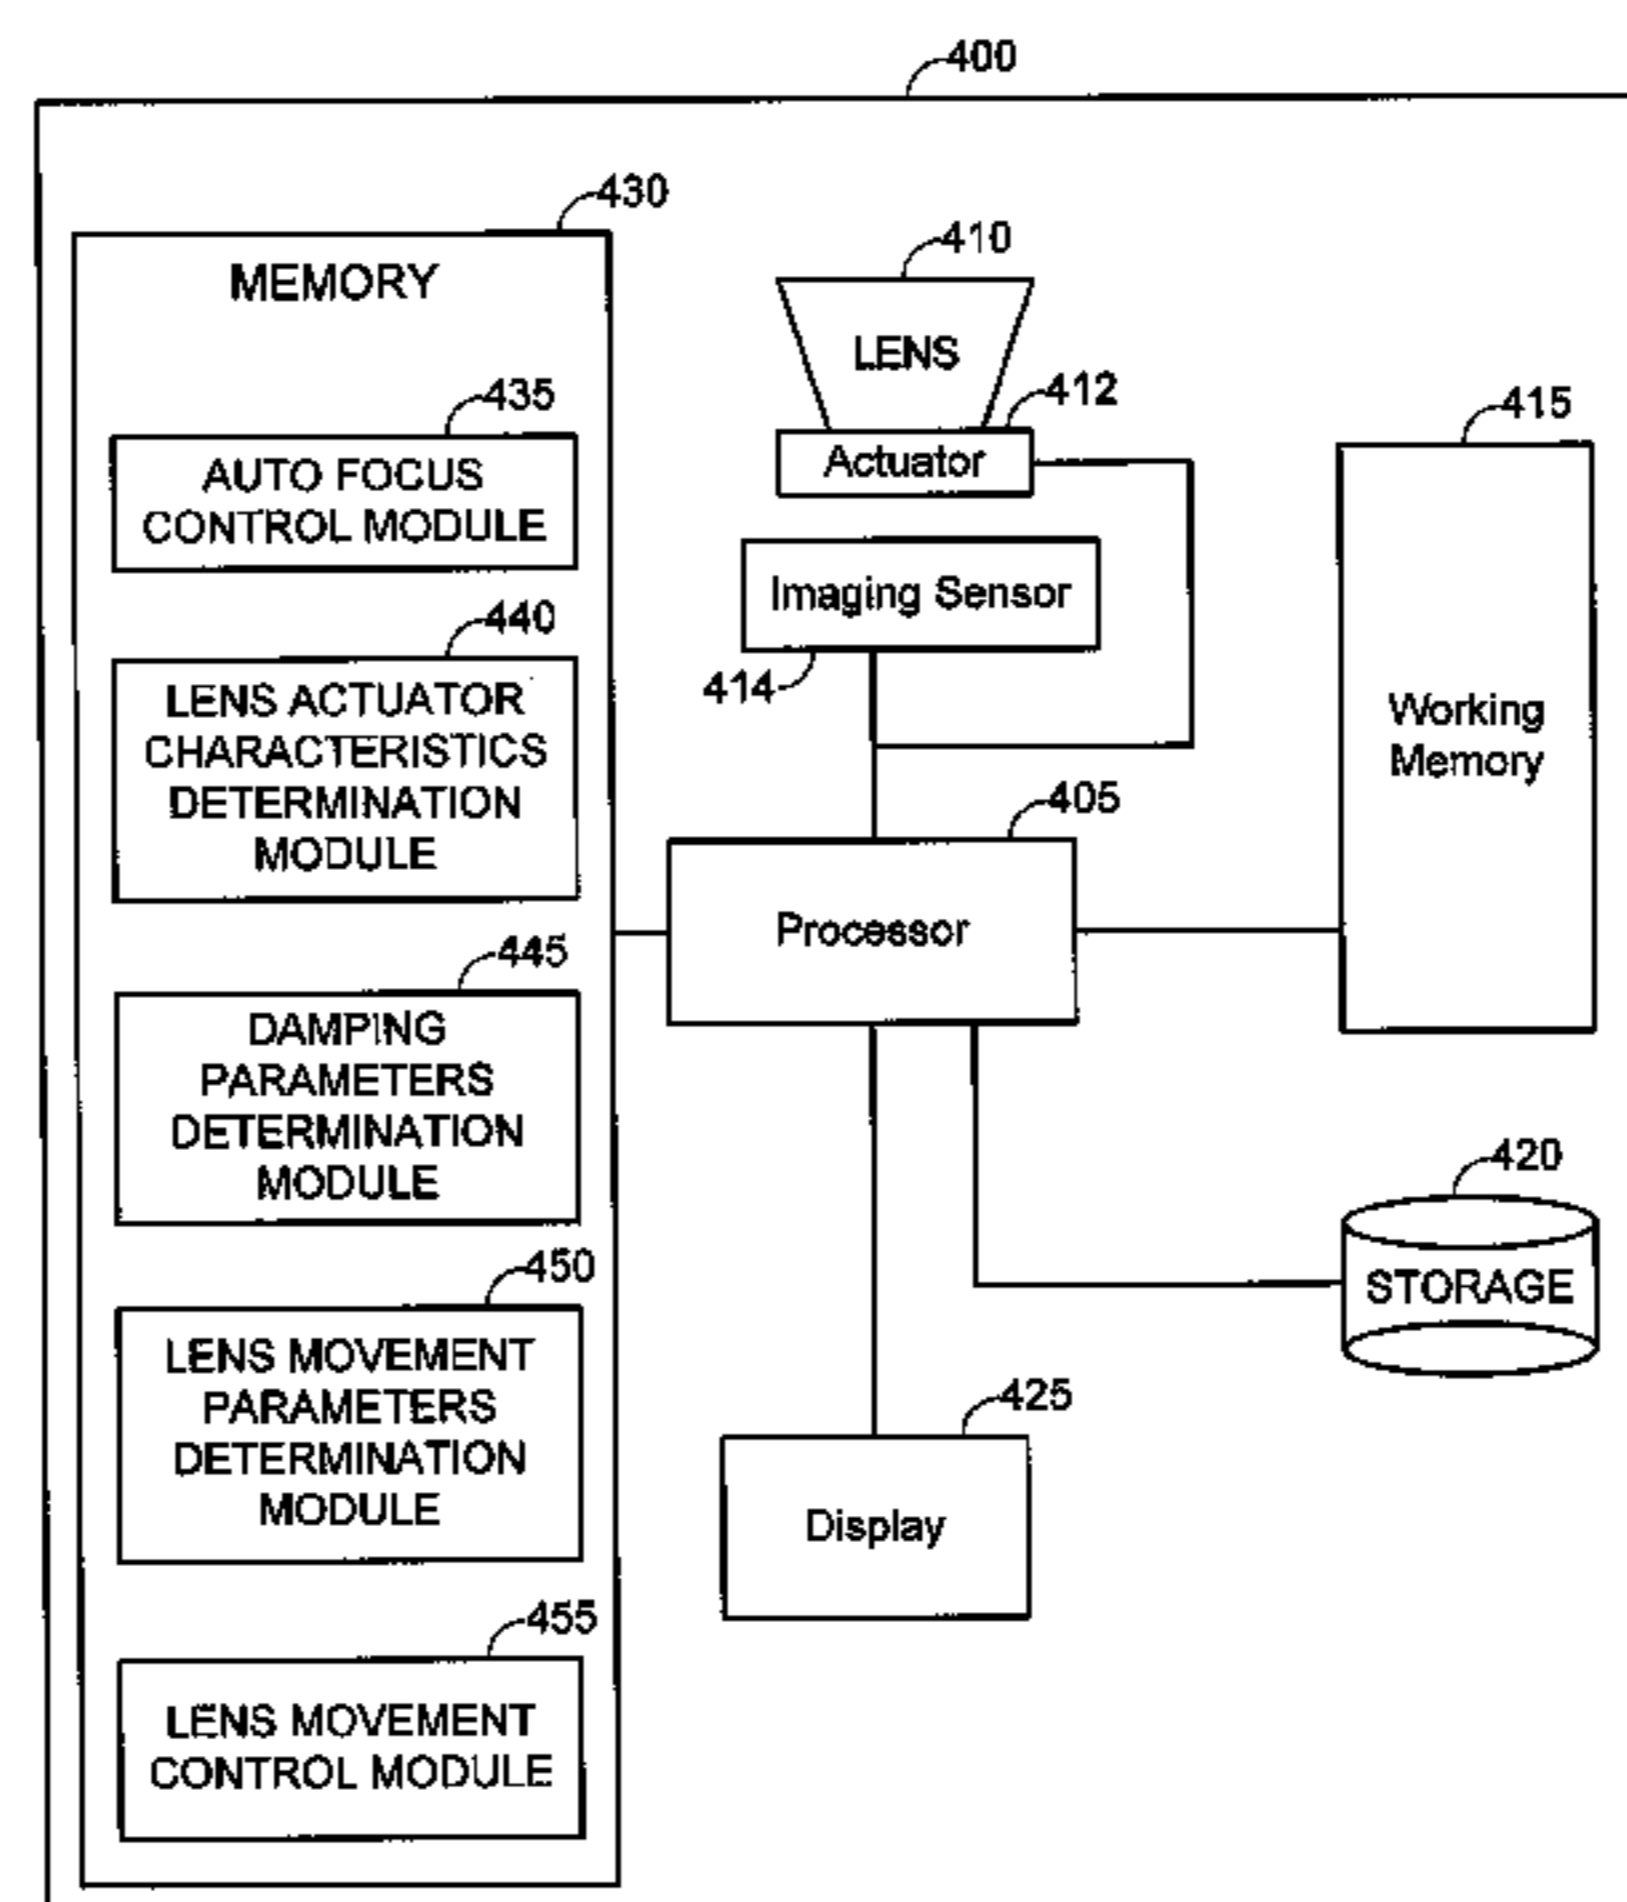 400
430
MEMORY
435
AUTO FOCUS
CONTROL MODULE
440
LENS ACTUATOR
CHARACTERISTICS
DETERMINATION
MODULE
445
DAMPING
PARAMETERS
DETERMINATION
MODULE
450
LENS MOVEMENT
PARAMETERS
DETERMINATION
MODULE
455
LENS MOVEMENT
CONTROL MODULE
410
LENS
412
Actuator
Imaging Sensor
414
405
Processor
415
Working
Memory
420
STORAGE
425
Display